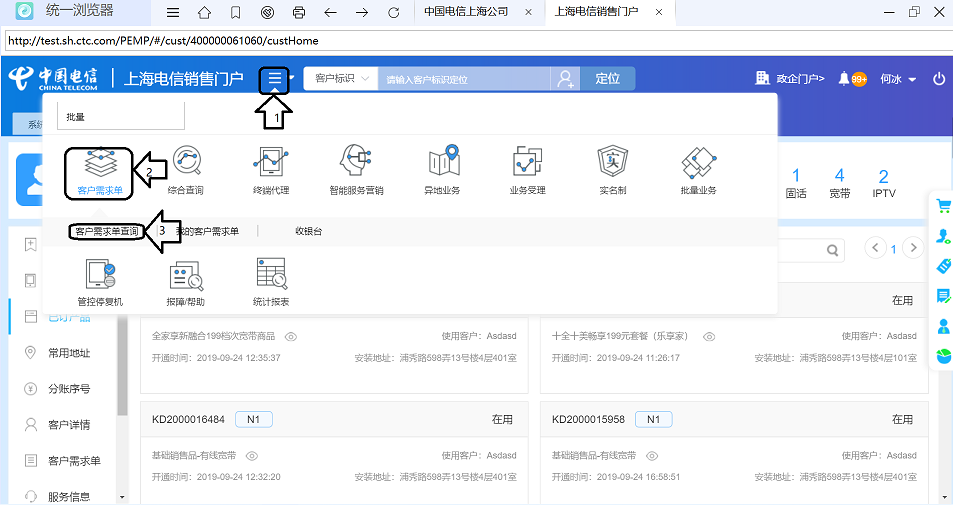 统一浏览器
中国电信上海公司 ×
上海电信销售门户 ×
http://test.sh.ctc.com/PEMP/#/cust/400000061060/custHome
中国电信
CHINA TELECOM
上海电信销售门户
客户标识
请输入客户标识定位
定位
政企门户>
99+
何冰
1
系统
批量
客户需求单
2
综合查询
终端代理
智能服务营销
异地业务
业务受理
实
实名制
批量业务
1
固话
4
宽带
2
IPTV
客户需求单查询
3
我的客户需求单
收银台
1
管控停复机
报障/帮助
统计报表
在用
已订产品
常用地址
分账序号
客户详情
客户需求单
服务信息
全家享新融合199档次宽带商品
使用客户：Asdasd
开通时间：2019-09-24 12:35:37
安装地址：浦秀路598弄13号楼4层401室
十全十美畅享199元套餐（乐享家）
使用客户：Asdasd
开通时间：2019-09-24 11:26:17
安装地址：浦秀路598弄13号楼4层101室
KD2000016484
N1
在用
基础销售品-有线宽带
使用客户：Asdasd
开通时间：2019-09-24 12:32:20
安装地址：浦秀路598弄13号楼4层401室
KD2000015958
N1
在用
基础销售品-有线宽带
使用客户：Asdasd
开通时间：2019-09-24 16:58:51
安装地址：浦秀路598弄13号楼4层401室